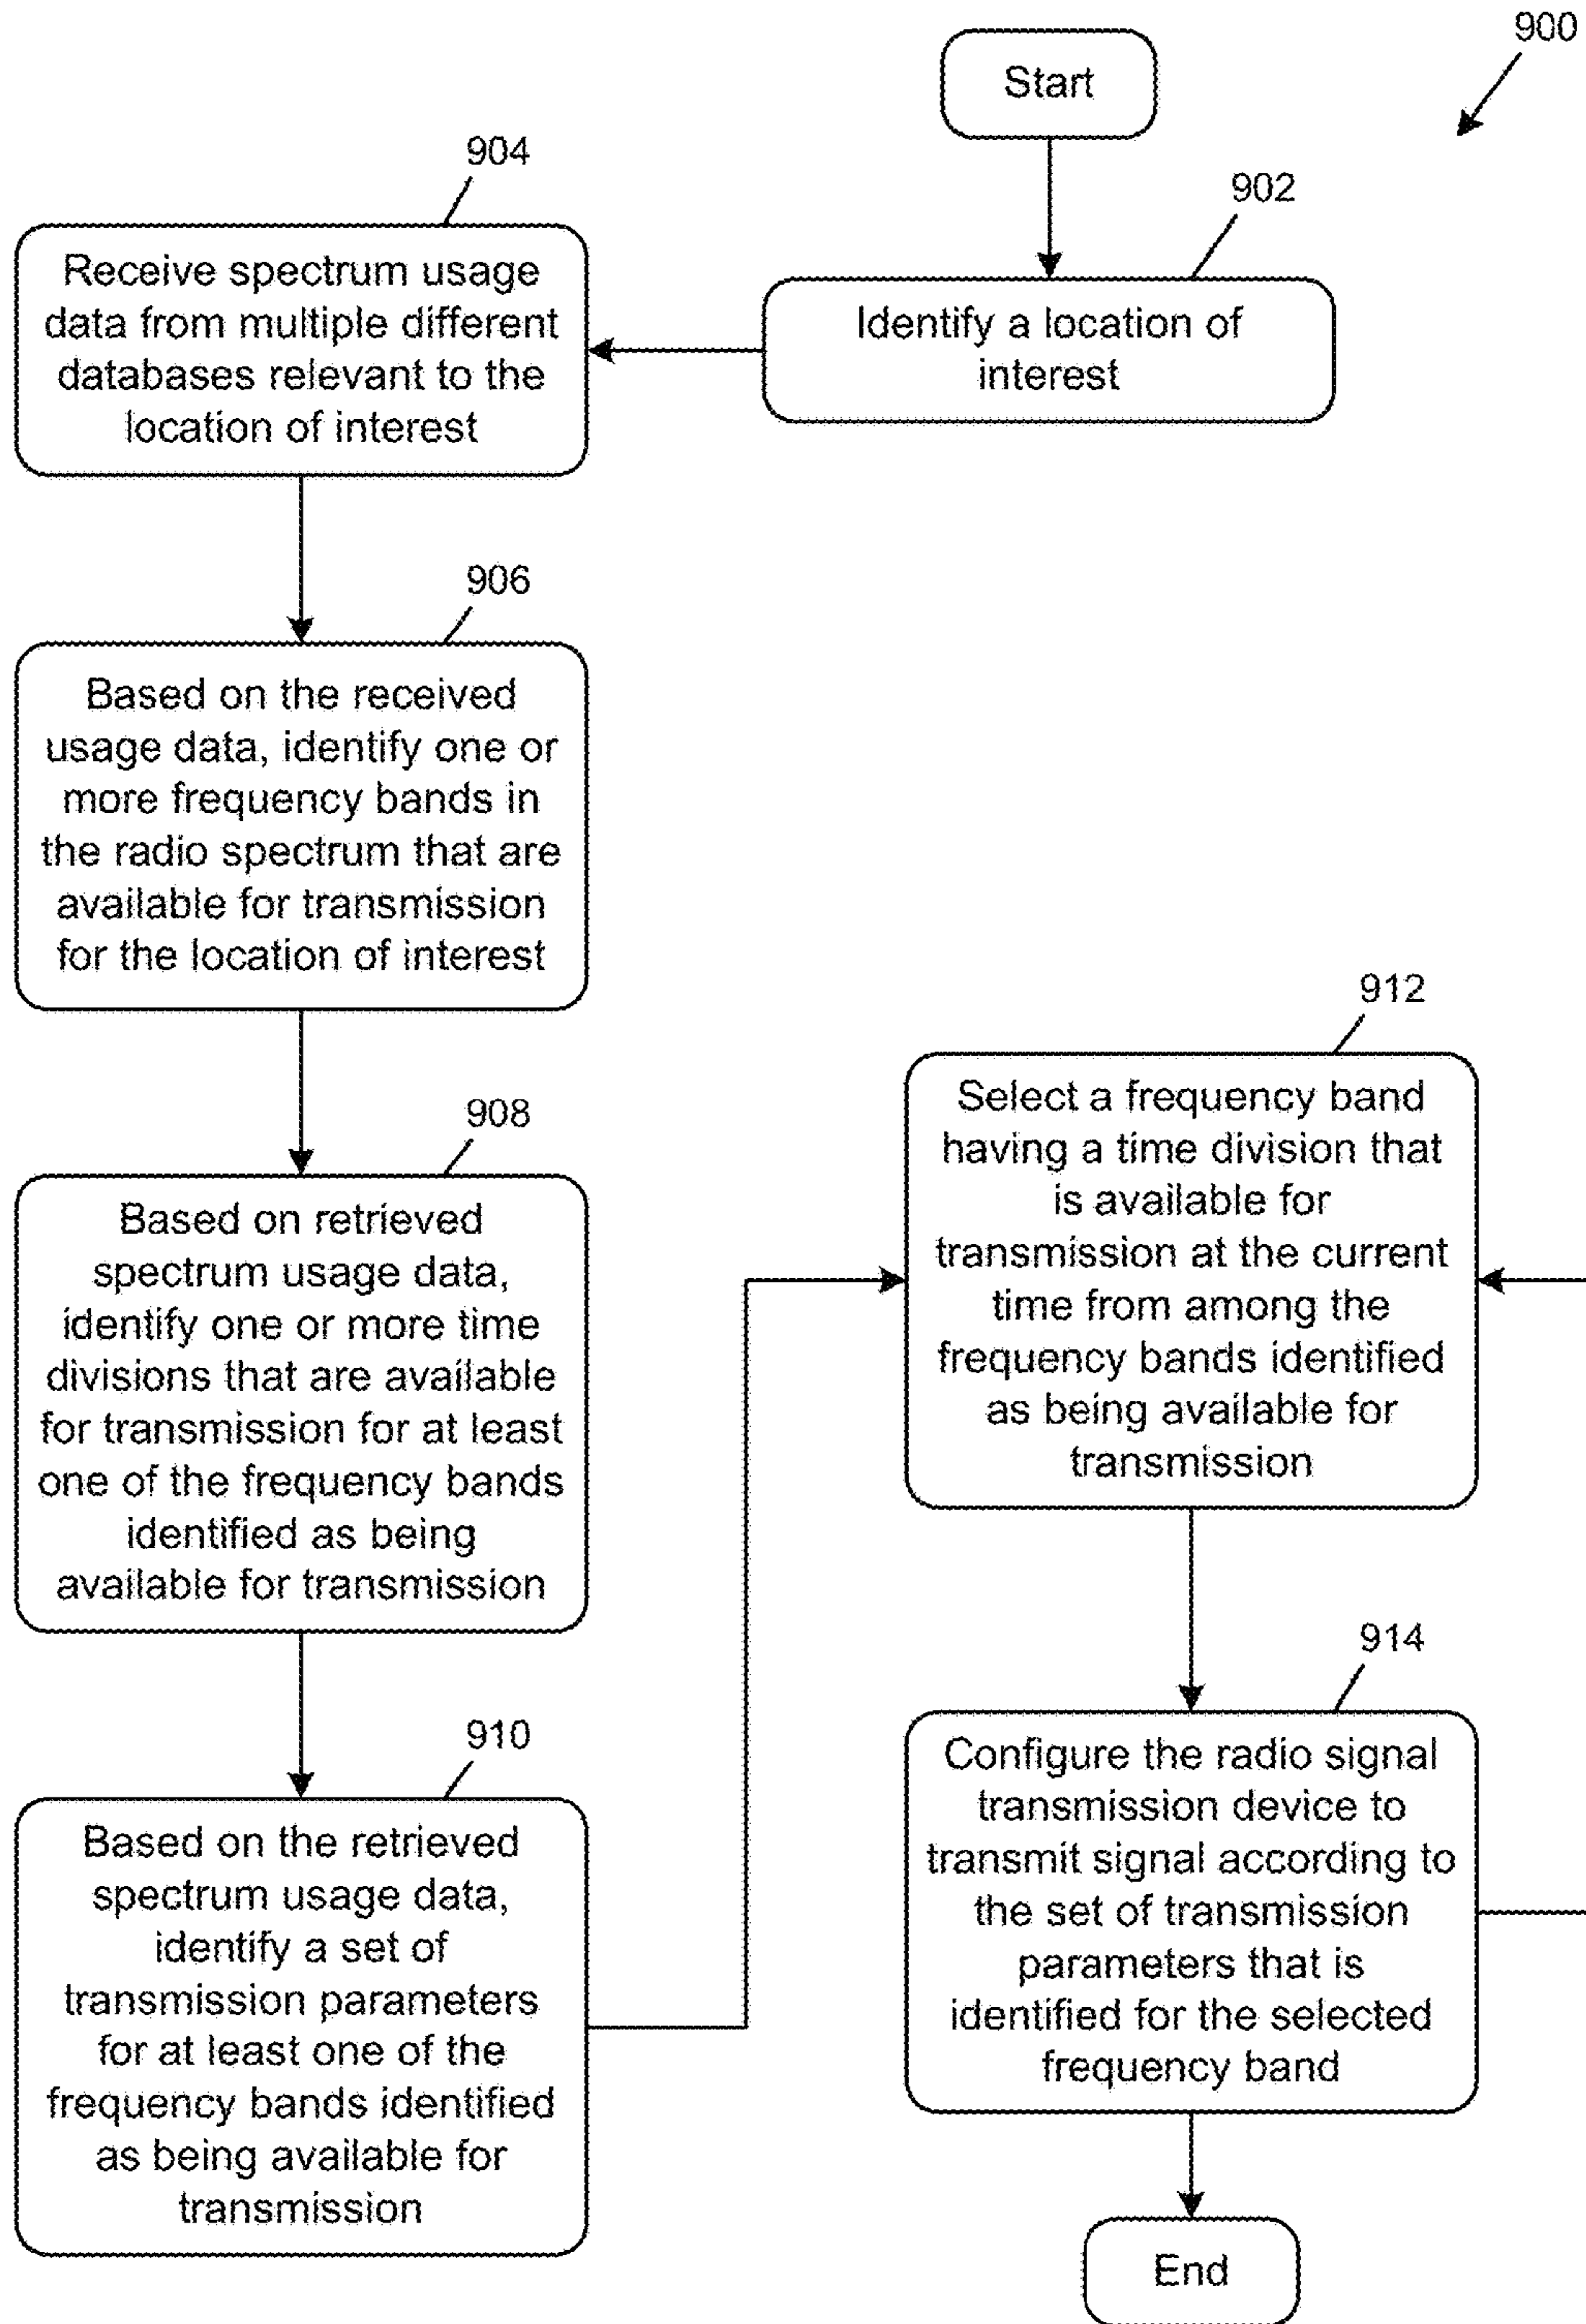 900
Start
902
Identify a location of
interest
904
Receive spectrum usage
data from multiple different
databases relevant to the
location of interest
906
Based on the received
usage data, identify one or
more frequency bands in
the radio spectrum that are
available for transmission
for the location of interest
908
Based on retrieved
spectrum usage data,
identify one or more time
divisions that are available
for transmission for at least
one of the frequency bands
identified as being
available for transmission
910
Based on the retrieved
spectrum usage data,
identify a set of
transmission parameters
for at least one of the
frequency bands identified
as being available for
transmission
912
Select a frequency band
having a time division that
is available for
transmission at the current
time from among the
frequency bands identified
as being available for
transmission
914
Configure the radio signal
transmission device to
transmit signal according to
the set of transmission
parameters that is
identified for the selected
frequency band
End